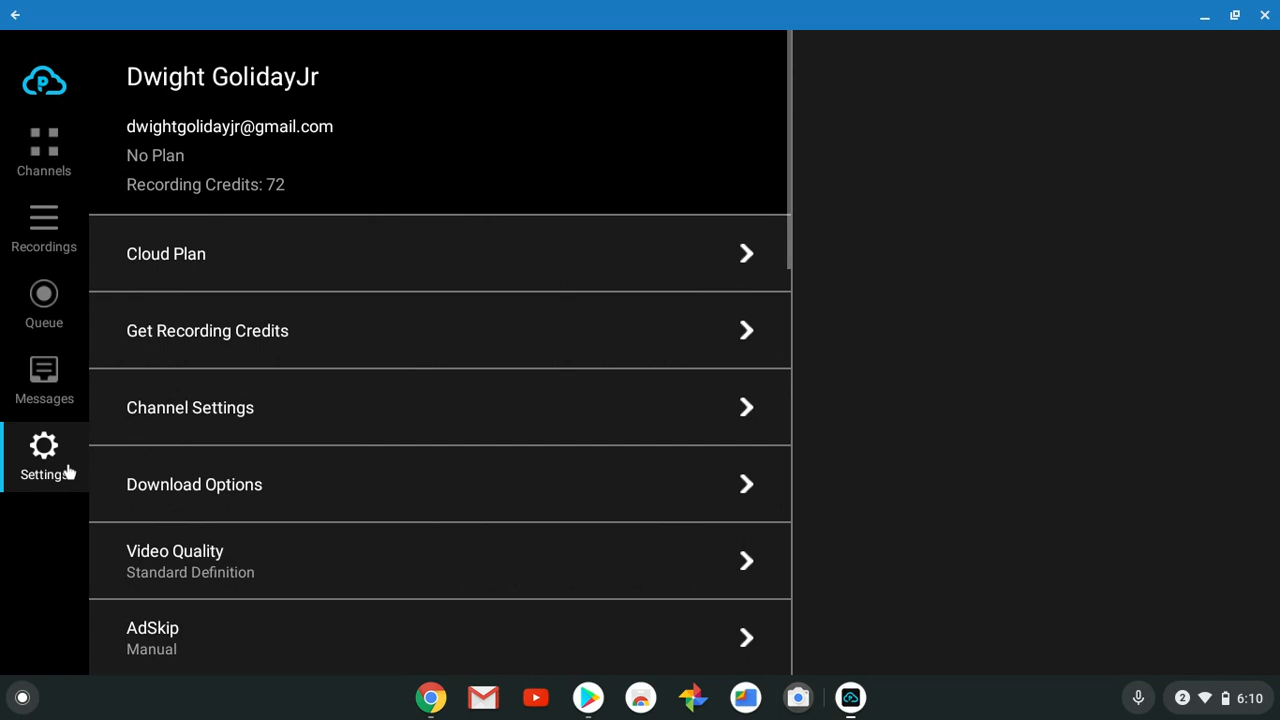 Dwight GolidayJr
dwightgolidayjr@gmail.com
No Plan
Recording Credits: 72
Channels
Recordings
Queue
Messages
Settings
Cloud Plan
Get Recording Credits
Channel Settings
Download Options
Video Quality
Standard Definition
AdSkip
Manual
2
6:10